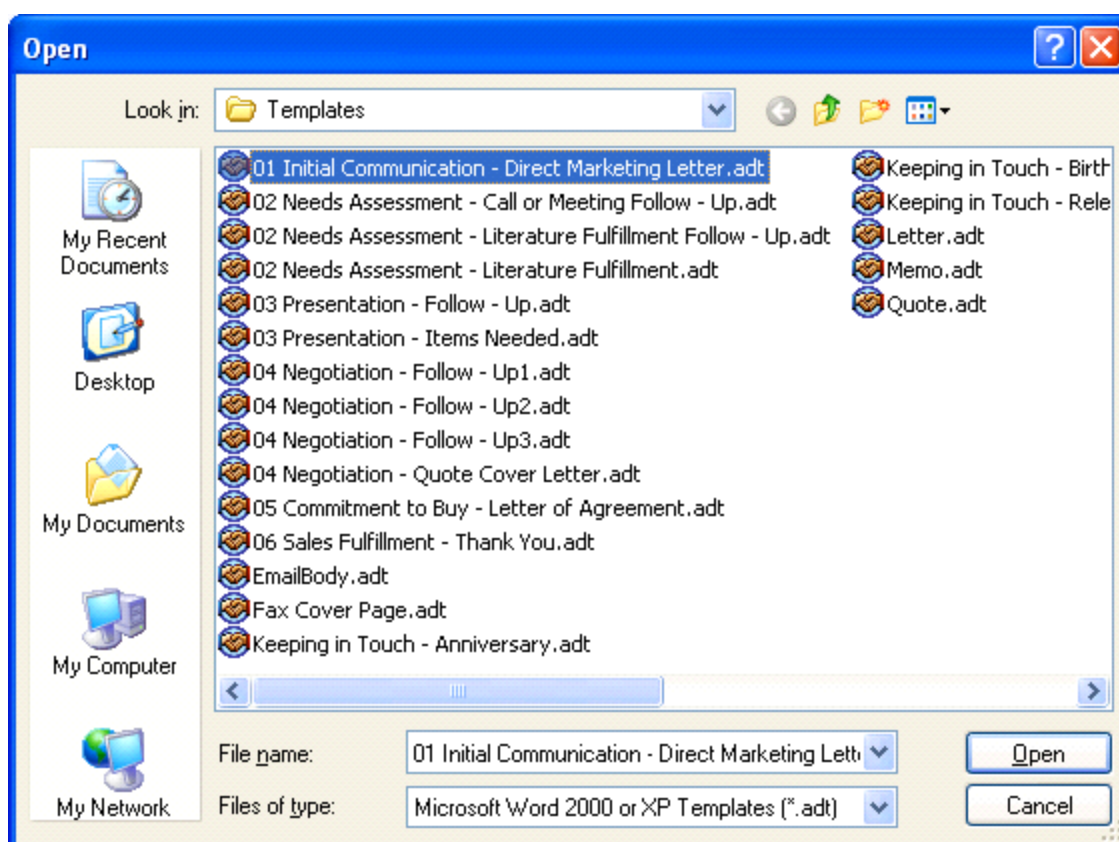 Open
Look in:
Templates
My Recent
Documents
Desktop
My Documents
My Computer
My Network
01 Initial Communication - Direct Marketing Letter.adt
02 Needs Assessment - Call or Meeting Follow - Up.adt
02 Needs Assessment - Literature Fulfillment Follow - Up.adt
02 Needs Assessment - Literature Fulfillment.adt
03 Presentation - Follow - Up.adt
03 Presentation - Items Needed.adt
04 Negotiation - Follow - Up1.adt
04 Negotiation - Follow - Up2.adt
04 Negotiation - Follow - Up3.adt
04 Negotiation - Quote Cover Letter.adt
05 Commitment to Buy - Letter of Agreement.adt
06 Sales Fulfillment - Thank You.adt
EmailBody.adt
Fax Cover Page.adt
Keeping in Touch - Anniversary.adt
Keeping in Touch - Birth
Keeping in Touch - Rele
Letter.adt
Memo.adt
Quote.adt
File name:
01 Initial Communication - Direct Marketing Lett
Open
Files of type:
Microsoft Word 2000 or XP Templates (*.adt)
Cancel